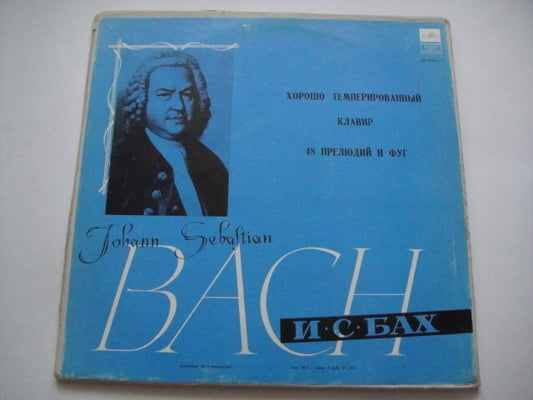 ХОРОШО ТЕМПЕРИРОВАННЫЙ
КЛАВИР
48 ПРЕЛЮДИЙ И ФУГ
Johann Sebastian
BACH
И·С·БАХ